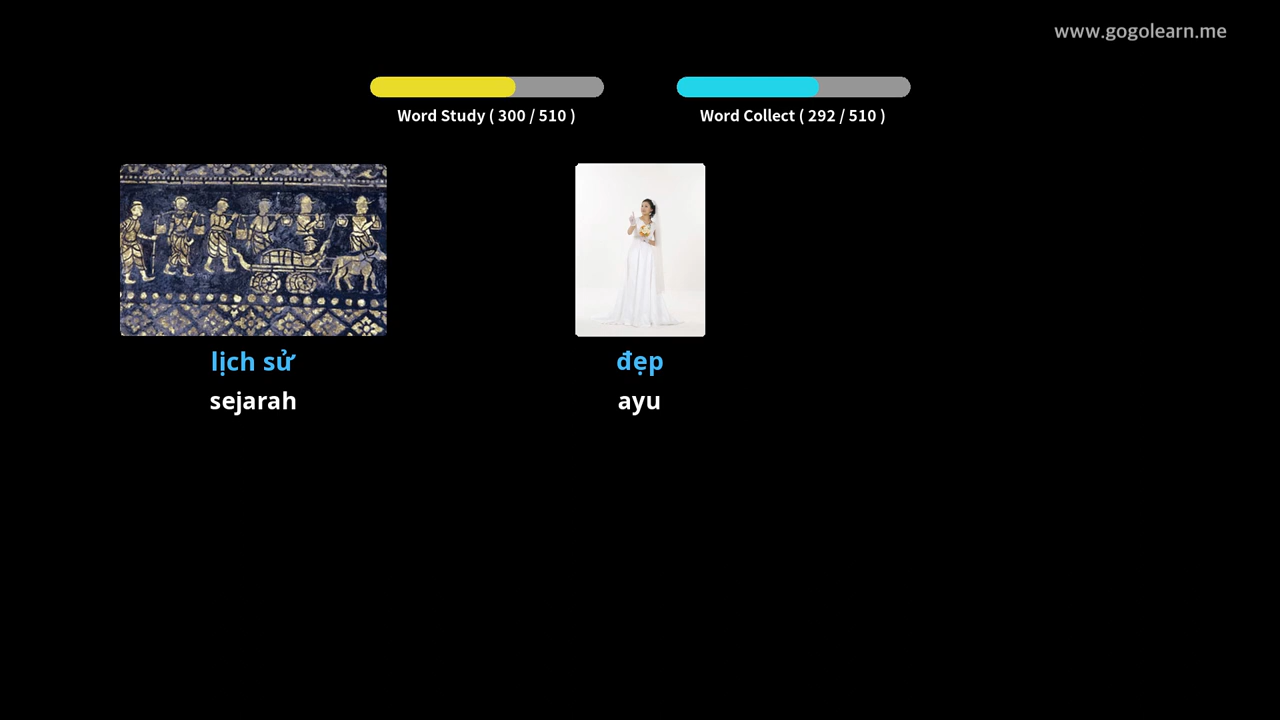 www.gogolearn.me
Word Study ( 300 / 510 )
Word Collect ( 292 / 510 )
lịch sử
sejarah
đẹp
ayu